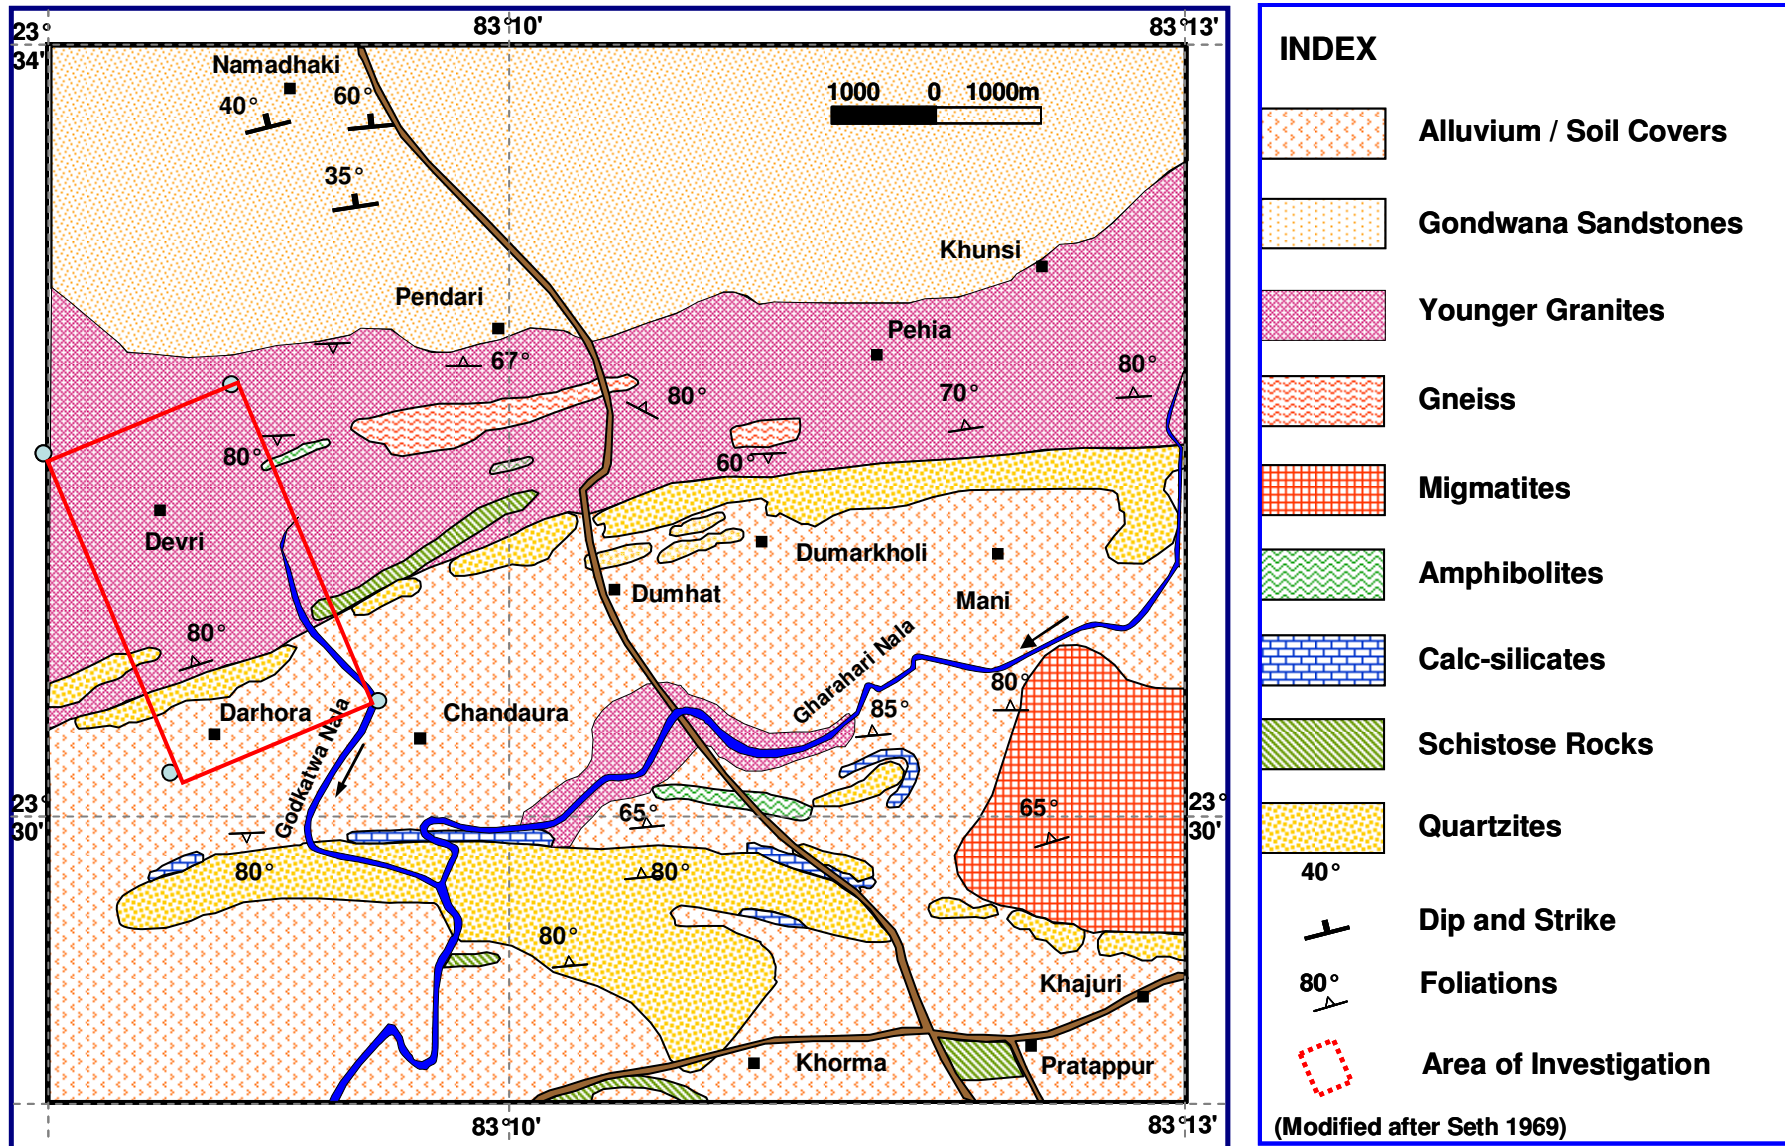 23°
34'
83°10'
83°13'
Namadhaki
40°
60°
1000 0 1000m
35°
Khunsi
Pendari
Pehia
67°
80°
80°
70°
80°
60°
Devri
Dumarkholi
Dumhat
Mani
80°
Gharahari Nala
80°
Darhora
Chandaura
85°
Godkatwa Nala
23°
30'
65°
65°
23°
30'
80°
80°
80°
Khajuri
Khorma
Pratappur
83°10'
83°13'
INDEX
Alluvium / Soil Covers
Gondwana Sandstones
Younger Granites
Gneiss
Migmatites
Amphibolites
Calc-silicates
Schistose Rocks
Quartzites
40°
Dip and Strike
80°
Foliations
Area of Investigation
(Modified after Seth 1969)